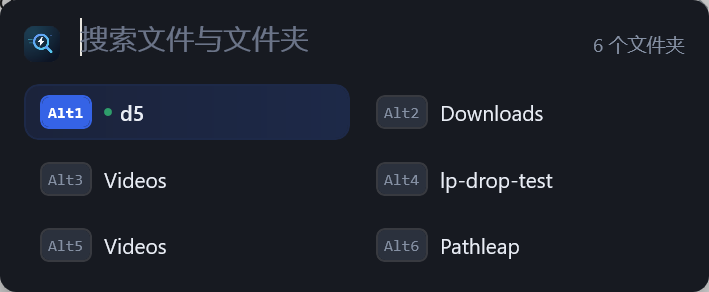 搜索文件与文件夹
6 个文件夹
Alt1 d5
Alt2 Downloads
Alt3 Videos
Alt4 lp-drop-test
Alt5 Videos
Alt6 Pathleap